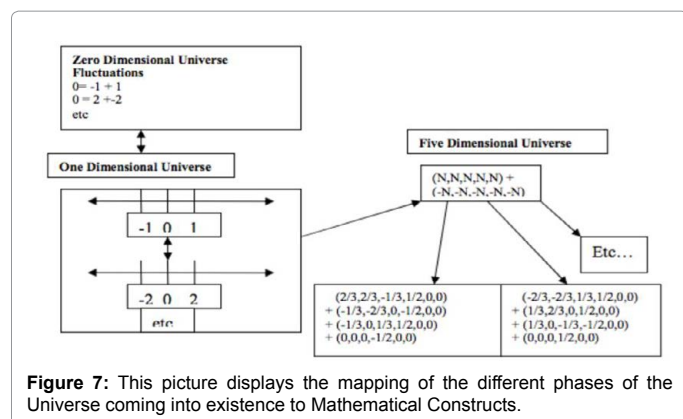 Zero Dimensional Universe
Fluctuations
0= -1 + 1
0 = 2 +-2
etc
One Dimensional Universe
-1 0 1
-2 0 2
etc
Five Dimensional Universe
(N,N,N,N,N) +
(-N,-N,-N,-N,-N)
Etc...
(2/3,2/3,-1/3,1/2,0,0)
+ (-1/3,-2/3,0,-1/2,0,0)
+ (-1/3,0,1/3,1/2,0,0)
+ (0,0,0,-1/2,0,0)
(-2/3,-2/3,1/3,1/2,0,0)
+ (1/3,2/3,0,1/2,0,0)
+ (1/3,0,-1/3,-1/2,0,0)
+ (0,0,0,1/2,0,0)
Figure 7: This picture displays the mapping of the different phases of the
Universe coming into existence to Mathematical Constructs.